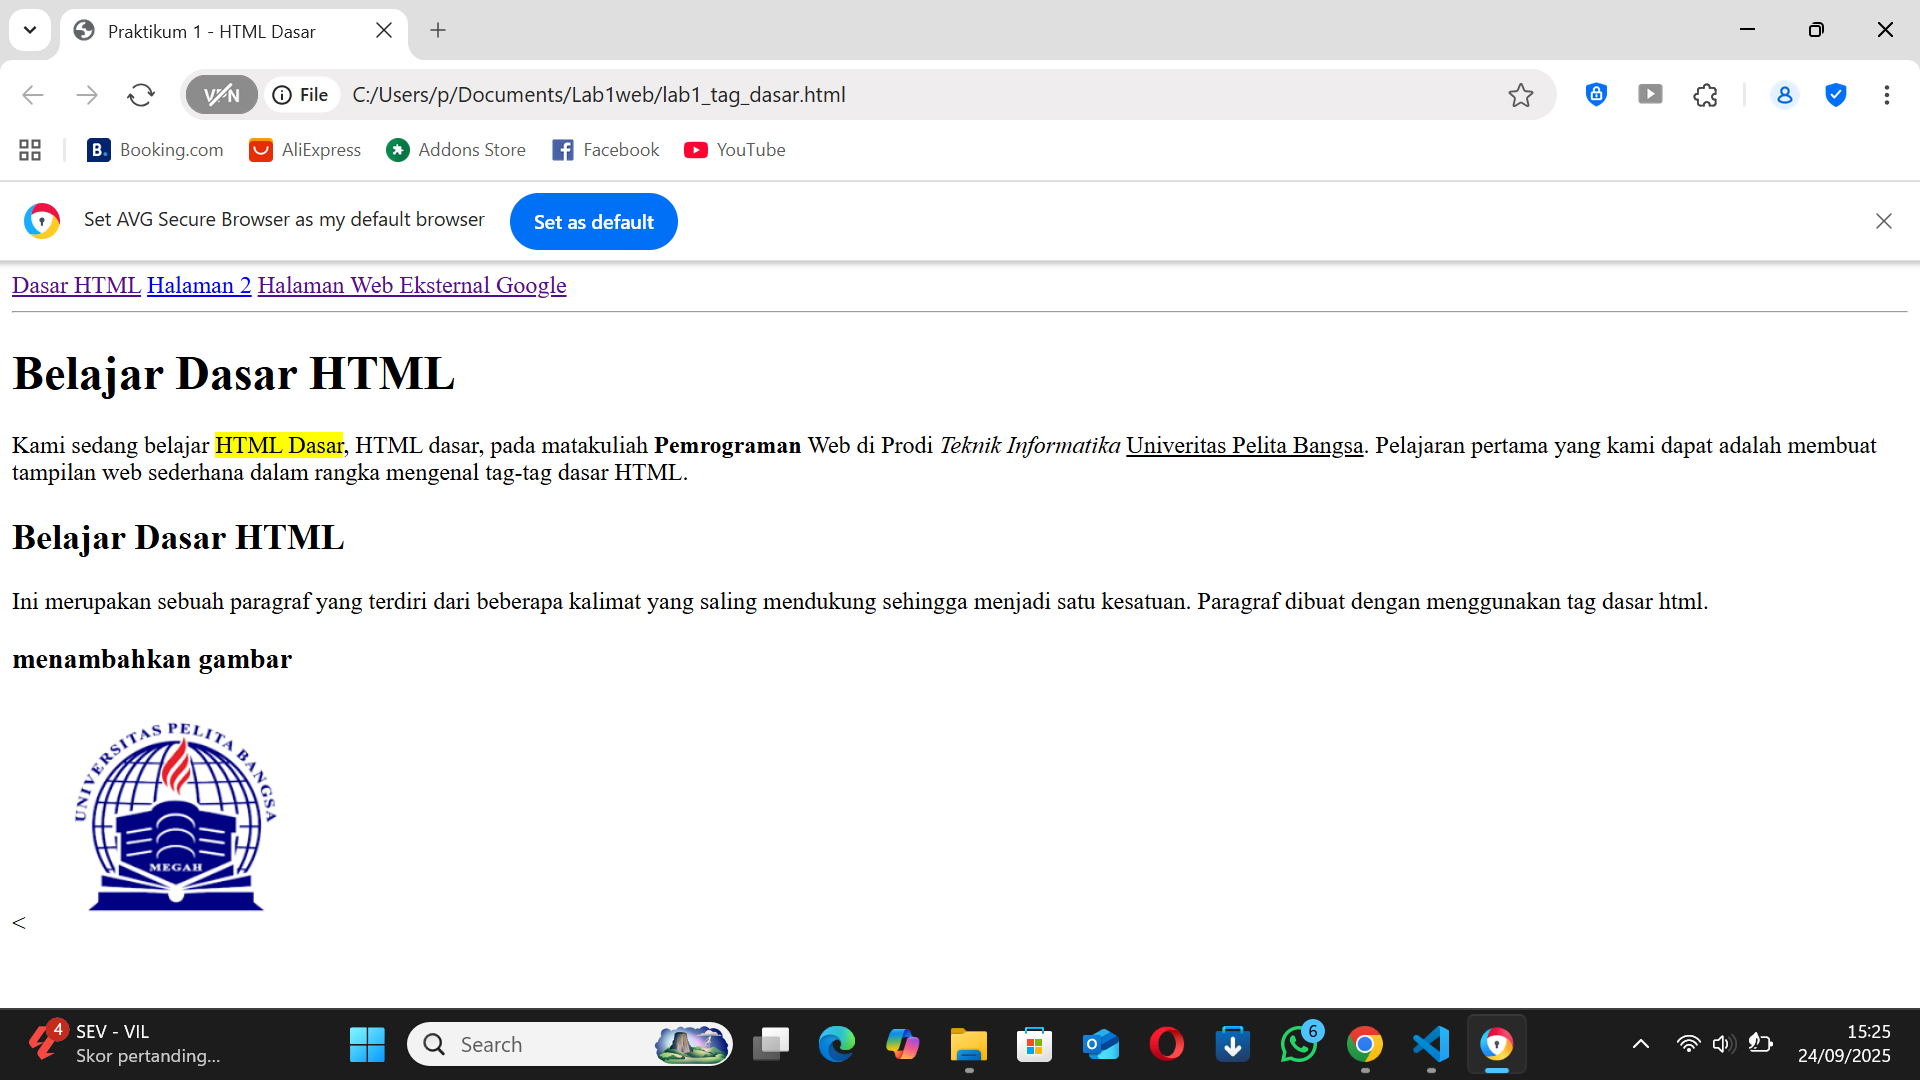 Praktikum 1 - HTML Dasar
VPN
File
C:/Users/p/Documents/Lab1web/lab1_tag_dasar.html
B. Booking.com
AliExpress
Addons Store
Facebook
YouTube
Set AVG Secure Browser as my default browser
Set as default
Dasar HTML Halaman 2 Halaman Web Eksternal Google
Belajar Dasar HTML
Kami sedang belajar HTML Dasar, HTML dasar, pada matakuliah Pemrograman Web di Prodi Teknik Informatika Univeritas Pelita Bangsa. Pelajaran pertama yang kami dapat adalah membuat
tampilan web sederhana dalam rangka mengenal tag-tag dasar HTML.
Belajar Dasar HTML
Ini merupakan sebuah paragraf yang terdiri dari beberapa kalimat yang saling mendukung sehingga menjadi satu kesatuan. Paragraf dibuat dengan menggunakan tag dasar html.
menambahkan gambar
UNIVERSITAS PELITA BANGSA
MEGAH
<
4
SEV - VIL
Skor pertanding...
Search
6
15:25
24/09/2025